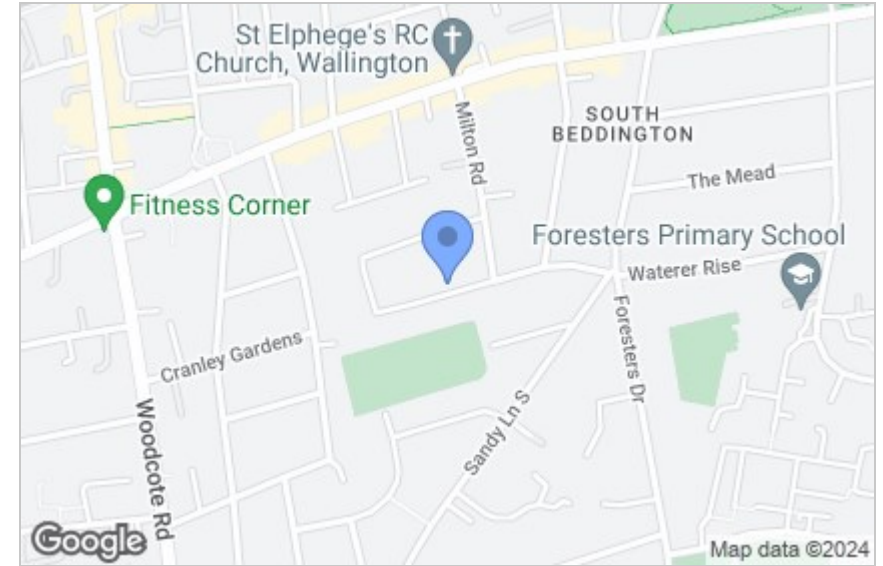 St Elphege's RC
Church, Wallington
SOUTH
BEDDINGTON
Milton Rd
The Mead
Fitness Corner
Foresters Primary School
Waterer Rise
Cranley Gardens
Foresters Dr
Woodcote Rd
Sandy Ln S
Google
Map data ©2024